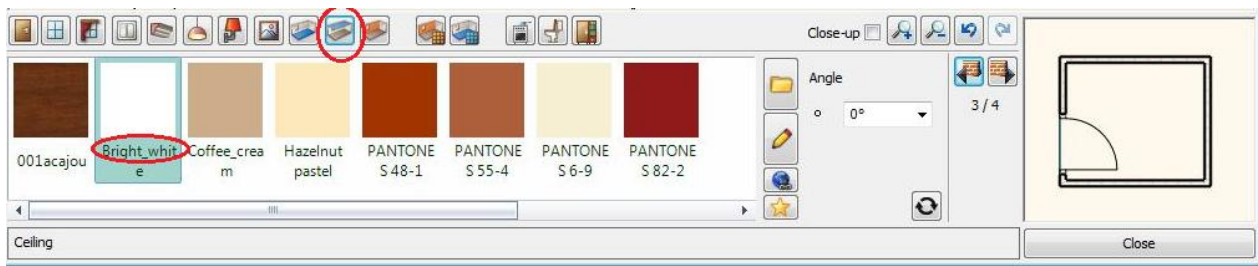 Close-up
001acajou
Bright_whit
e
Coffee_crea
m
Hazelnut
pastel
PANTONE
S 48-1
PANTONE
S 55-4
PANTONE
S 6-9
PANTONE
S 82-2
Angle
0°
3 / 4
Ceiling
Close